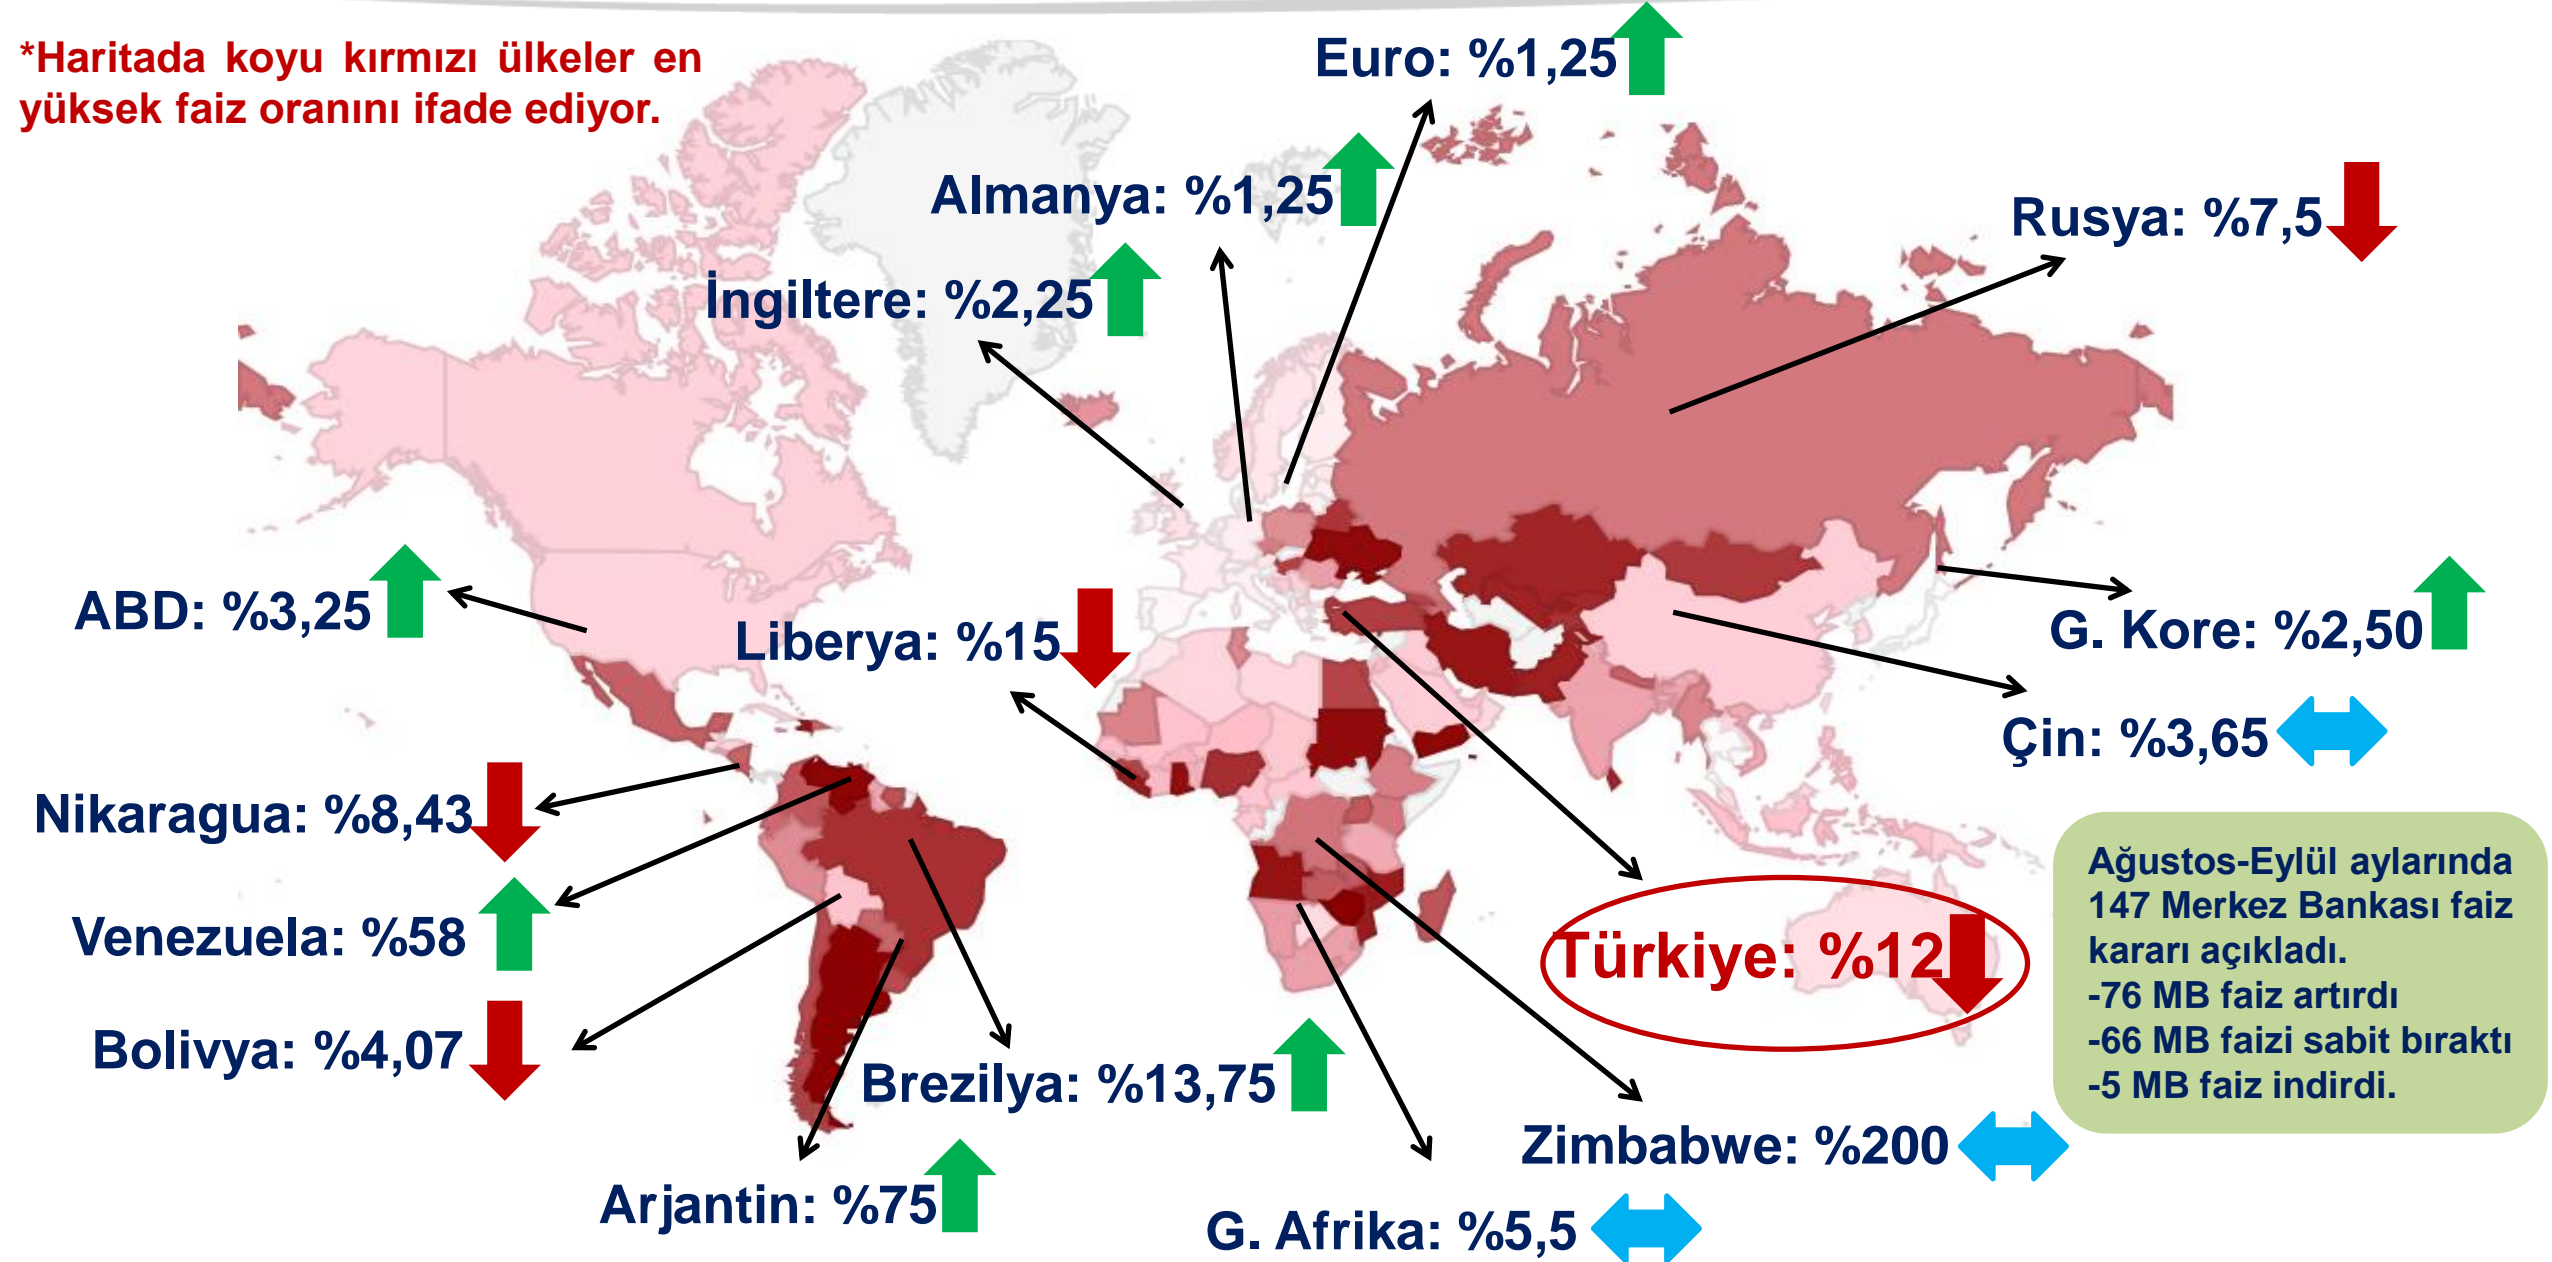 *Haritada koyu kırmızı ülkeler en
yüksek faiz oranını ifade ediyor.
Euro: %1,25
Almanya: %1,25
Rusya: %7,5
İngiltere: %2,25
ABD: %3,25
Liberya: %15
G. Kore: %2,50
Çin: %3,65
Nikaragua: %8,43
Venezuela: %58
Bolivya: %4,07
Türkiye: %12
Ağustos-Eylül aylarında
147 Merkez Bankası faiz
kararı açıkladı.
-76 MB faiz artırdı
-66 MB faizi sabit bıraktı
-5 MB faiz indirdi.
Brezilya: %13,75
Zimbabwe: %200
Arjantin: %75
G. Afrika: %5,5